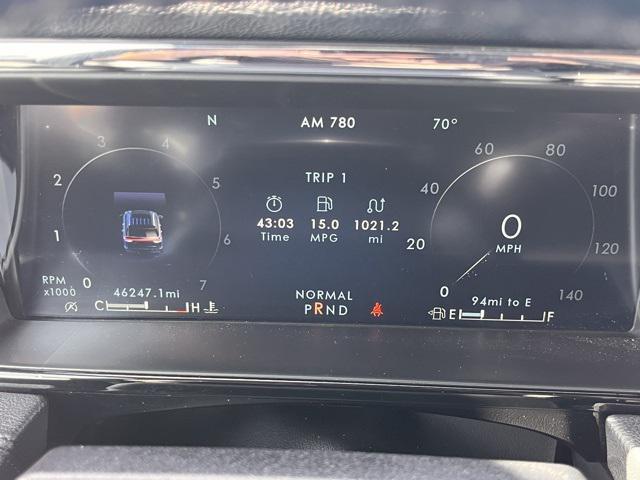 N AM 780 70°
3 4 60 80
TRIP 1
2 5 40 100
1 43:03 15.0 1021.2 0
Time MPG mi 6 20 MPH 120
RPM
x1000 0 7 0 140
46247.1mi NORMAL 94mi to E
C H PRND E F